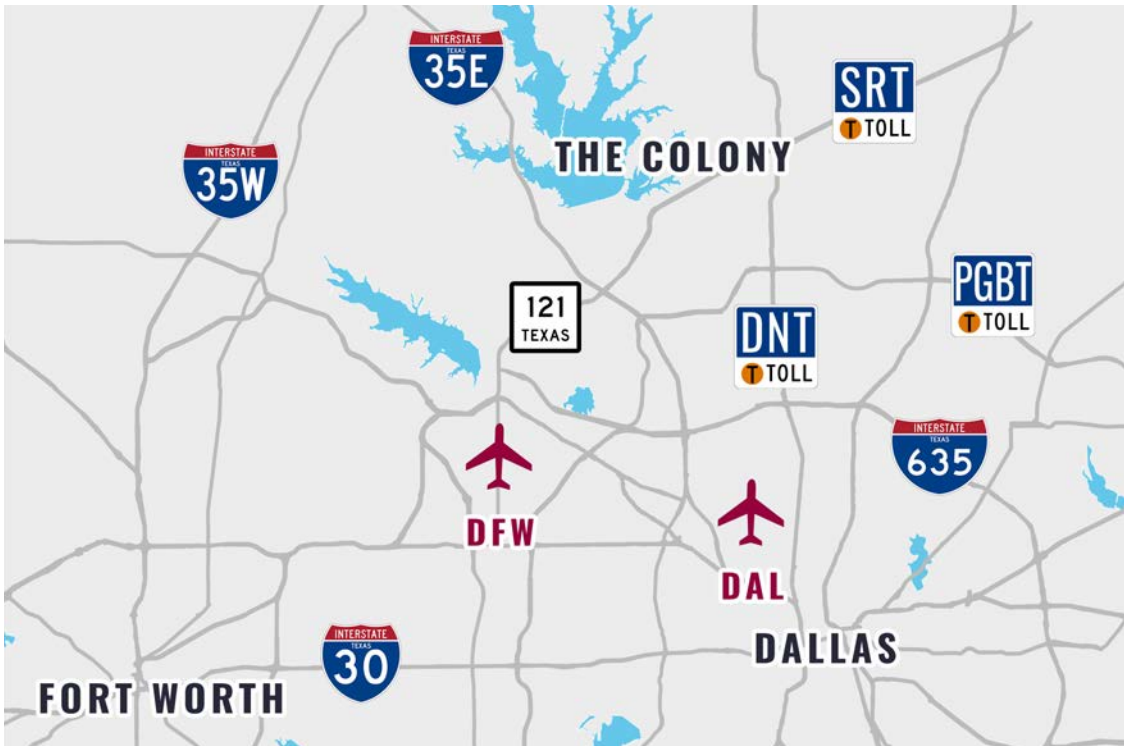 INTERSTATE
TEXAS
35E
SRT
T TOLL
THE COLONY
INTERSTATE
TEXAS
35W
PGBT
T TOLL
121
TEXAS
DNT
T TOLL
INTERSTATE
TEXAS
635
DFW
DAL
INTERSTATE
TEXAS
30
DALLAS
FORT WORTH